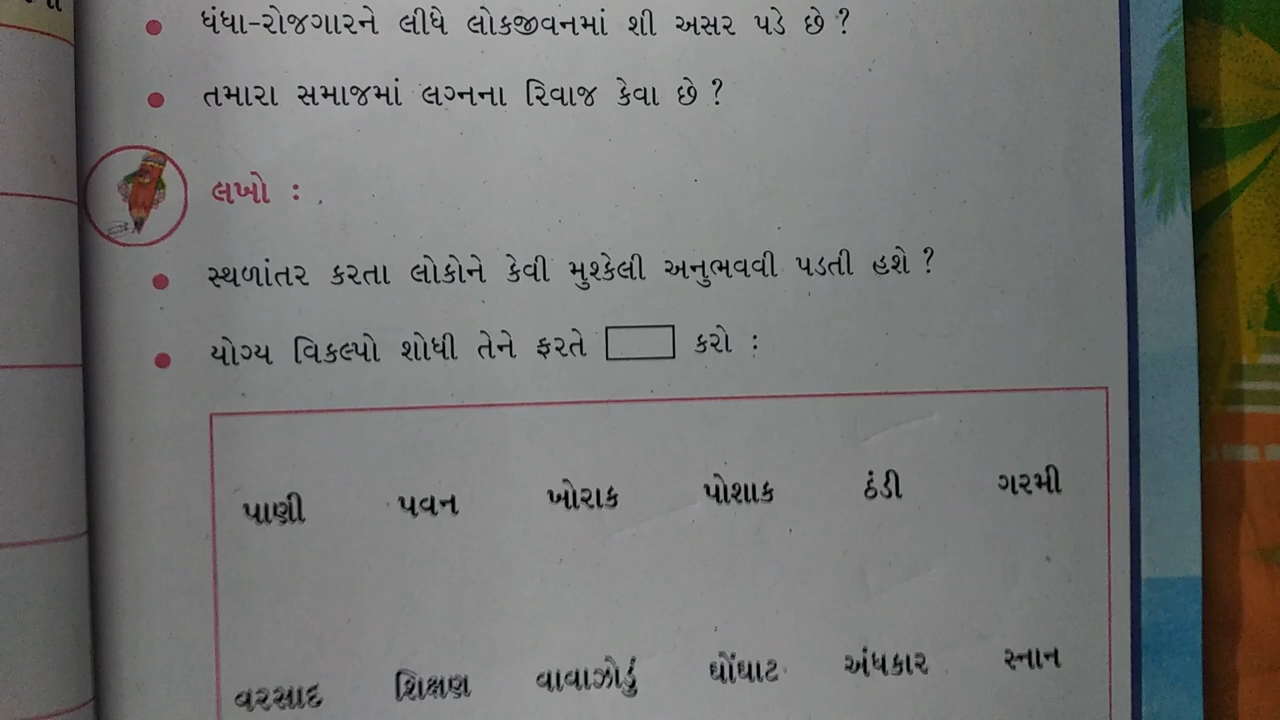 ધંધા-રોજગારને લીધે લોકજીવનમાં શી અસર પડે છે ?
તમારા સમાજમાં લગ્નના રિવાજ કેવા છે ?
લખો :
સ્થળાંતર કરતા લોકોને કેવી મુશ્કેલી અનુભવવી પડતી હશે ?
યોગ્ય વિકલ્પો શોધી તેને ફરતે કરો :
પાણી પવન ખોરાક પોશાક ઠંડી ગરમી
વરસાદ શિક્ષણ વાવાઝોડું ઘોંઘાટ અંધકાર સ્નાન